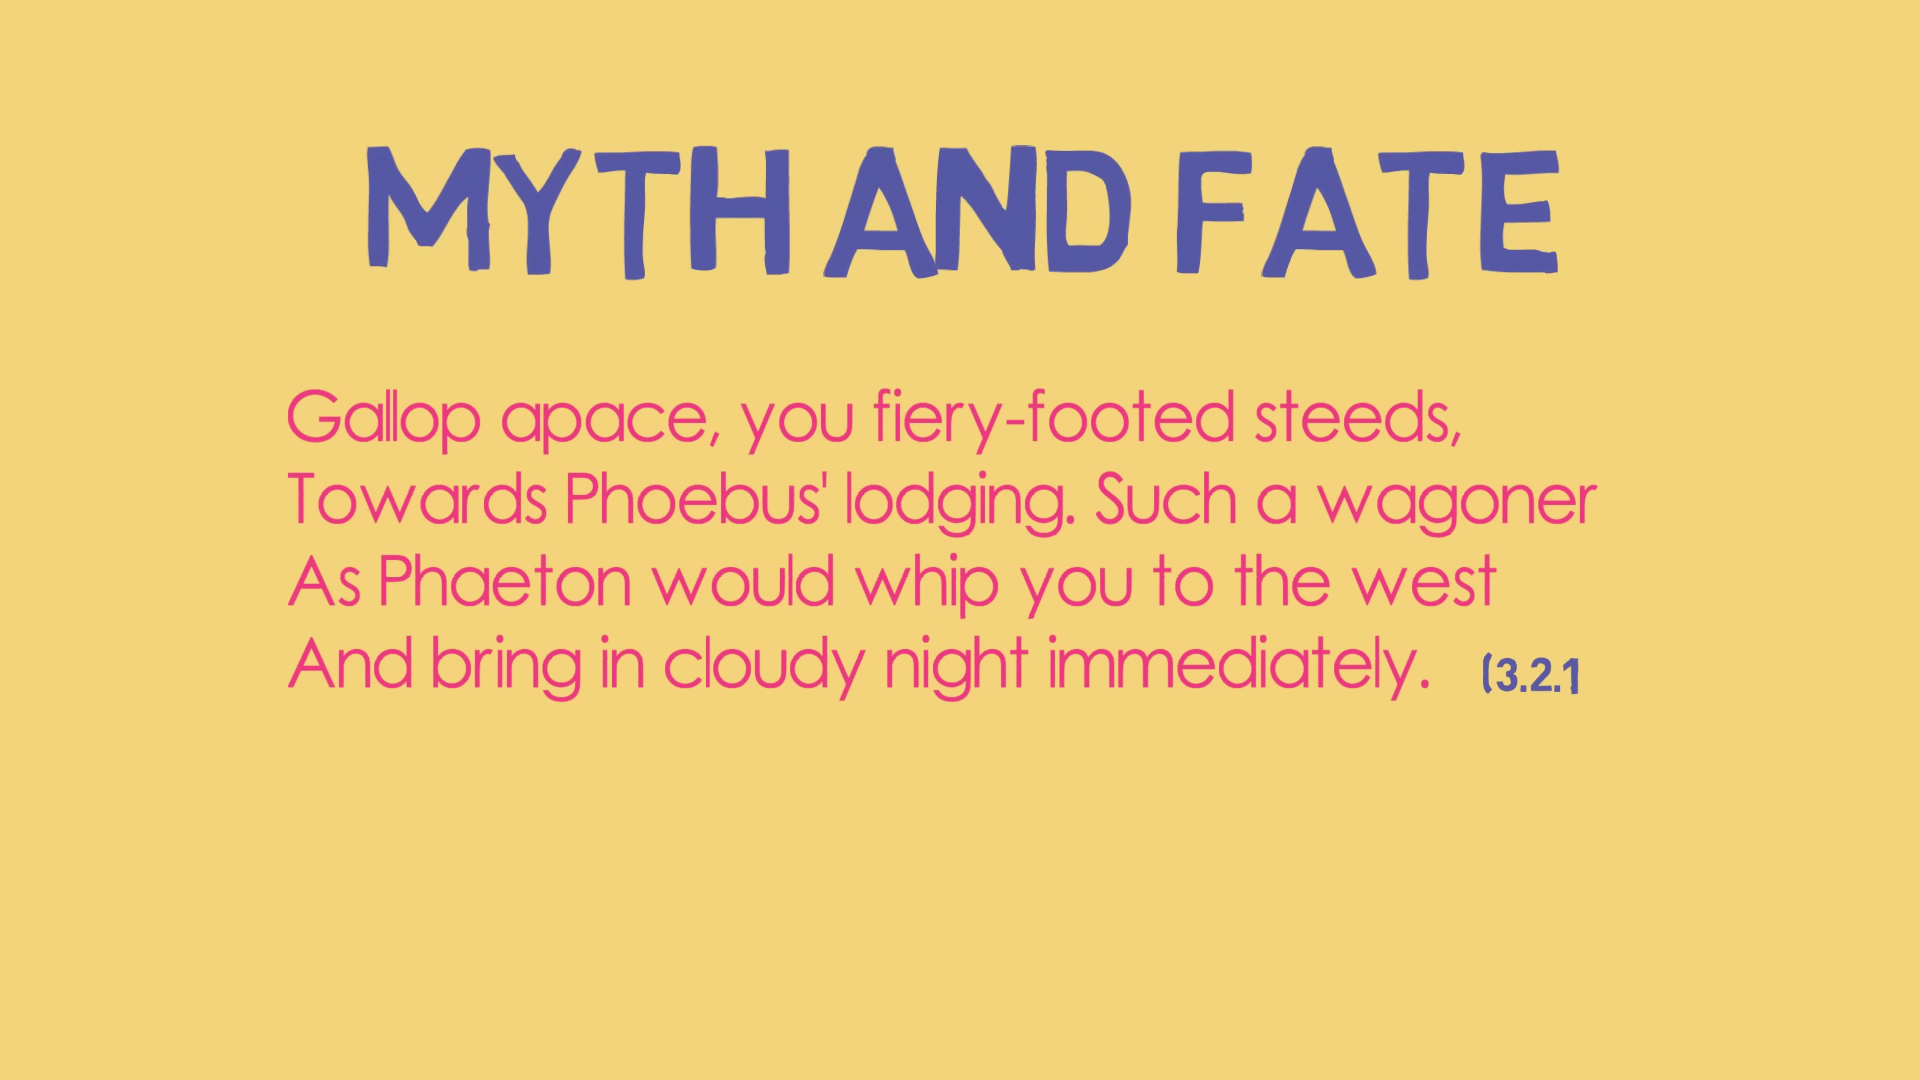 MYTH AND FATE
Gallop apace, you fiery-footed steeds,
Towards Phoebus' lodging. Such a wagoner
As Phaeton would whip you to the west
And bring in cloudy night immediately. (3.2.1